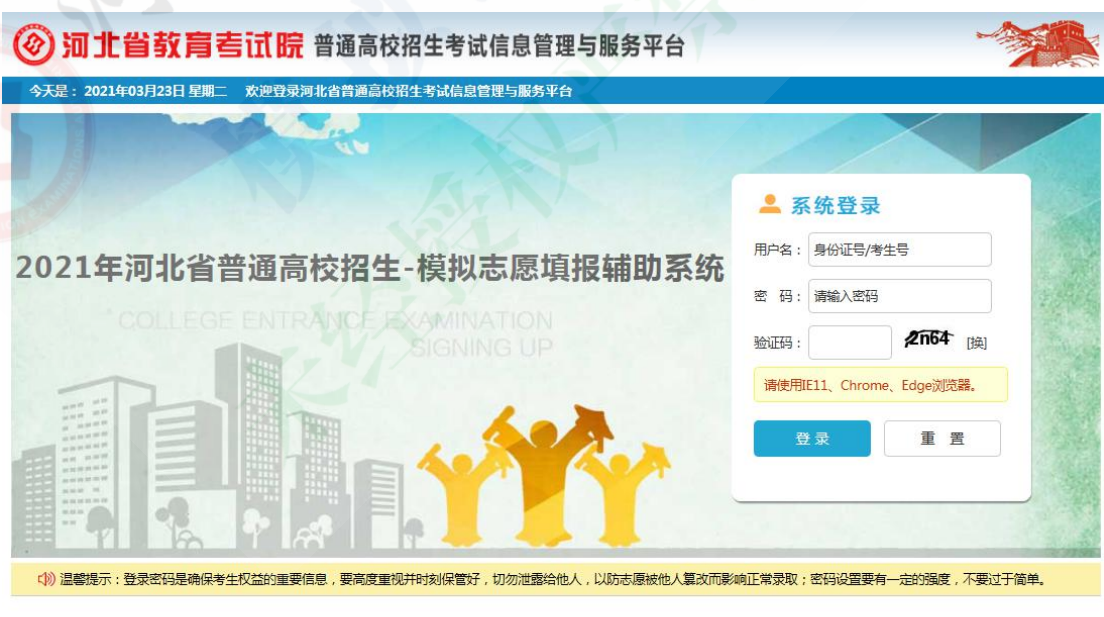 河北省教育考试院 普通高校招生考试信息管理与服务平台
今天是： 2021年03月23日 星期二 欢迎登录河北省普通高校招生考试信息管理与服务平台
系统登录
用户名： 身份证号/考生号
2021年河北省普通高校招生-模拟志愿填报辅助系统
密 码： 请输入密码
COLLEGE ENTRANCE EXAMINATION
SIGNING UP
验证码： 2n64 [换]
请使用IE11、Chrome、Edge浏览器。
登 录 重 置
温馨提示：登录密码是确保考生权益的重要信息，要高度重视并时刻保管好，切勿泄露给他人，以防志愿被他人篡改而影响正常录取；密码设置要有一定的强度，不要过于简单。